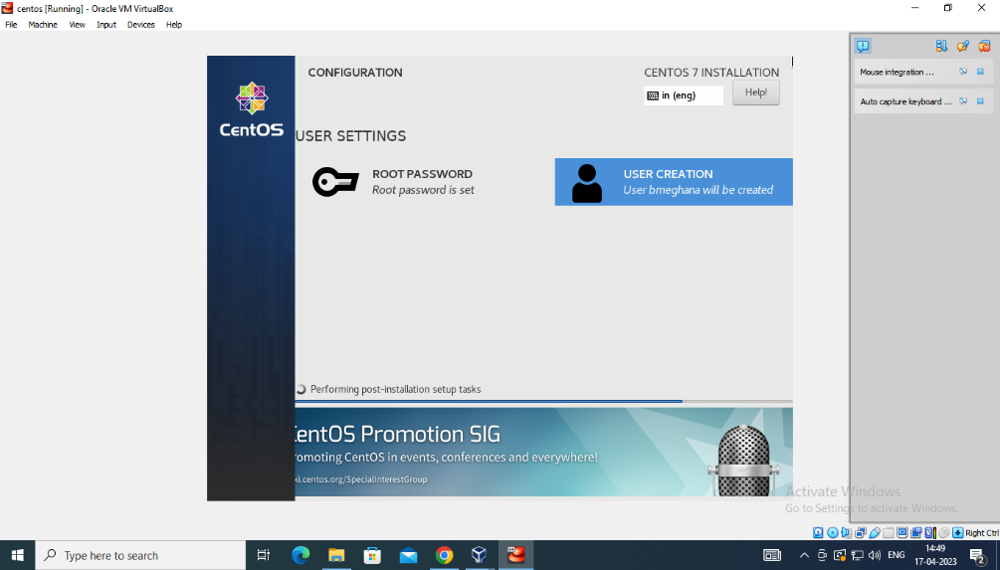 centos [Running] - Oracle VM VirtualBox
File Machine View Input Devices Help
CentOS
CONFIGURATION
CENTOS 7 INSTALLATION
in (eng)
Help!
USER SETTINGS
ROOT PASSWORD
Root password is set
USER CREATION
User bmeghana will be created
Performing post-installation setup tasks
CentOS Promotion SIG
romoting CentOS in events, conferences and everywhere!
ki.centos.org/SpecialInterestGroup
Mouse integration ...
Auto capture keyboard ...
Activate Windows
Go to Settings to activate Windows.
Right Ctrl
Type here to search
ENG
14:49
17-04-2023
2